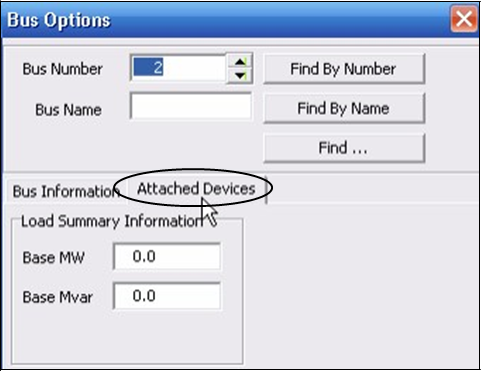 Bus Options
Bus Number 2 Find By Number
Bus Name Find By Name
Find ...
Bus Information Attached Devices
Load Summary Information
Base MW 0.0
Base Mvar 0.0